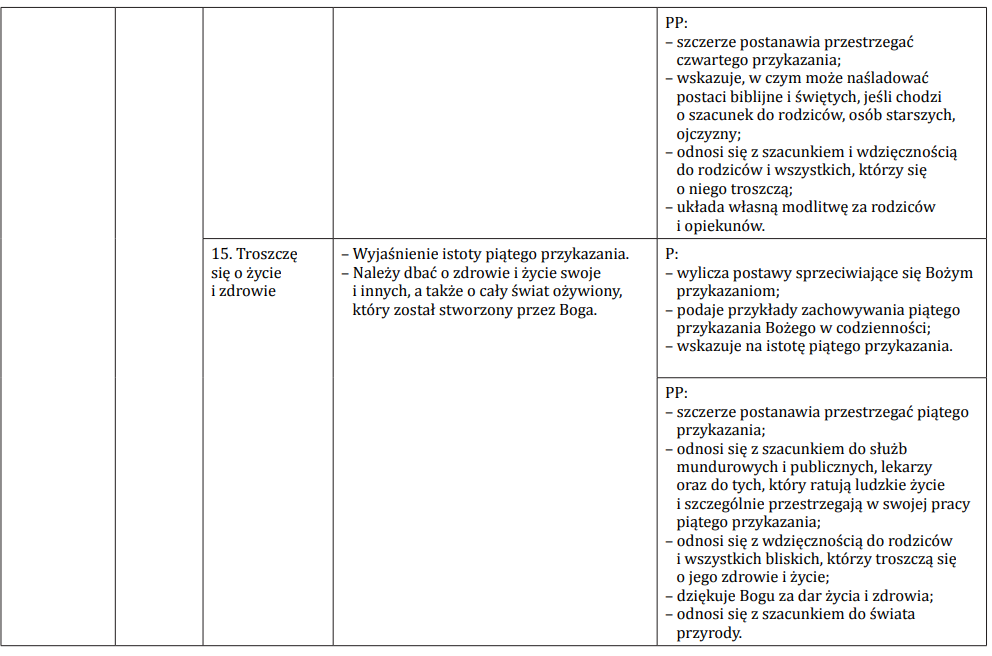 PP:
– szczerze postanawia przestrzegać
czwartego przykazania;
– wskazuje, w czym może naśladować
postaci biblijne i świętych, jeśli chodzi
o szacunek do rodziców, osób starszych,
ojczyzny;
– odnosi się z szacunkiem i wdzięcznością
do rodziców i wszystkich, którzy się
o niego troszczą;
– układa własną modlitwę za rodziców
i opiekunów.
15. Troszczę
się o życie
i zdrowie
– Wyjaśnienie istoty piątego przykazania.
– Należy dbać o zdrowie i życie swoje
i innych, a także o cały świat ożywiony,
który został stworzony przez Boga.
P:
– wylicza postawy sprzeciwiające się Bożym
przykazaniom;
– podaje przykłady zachowywania piątego
przykazania Bożego w codzienności;
– wskazuje na istotę piątego przykazania.
PP:
– szczerze postanawia przestrzegać piątego
przykazania;
– odnosi się z szacunkiem do służb
mundurowych i publicznych, lekarzy
oraz do tych, który ratują ludzkie życie
i szczególnie przestrzegają w swojej pracy
piątego przykazania;
– odnosi się z wdzięcznością do rodziców
i wszystkich bliskich, którzy troszczą się
o jego zdrowie i życie;
– dziękuje Bogu za dar życia i zdrowia;
– odnosi się z szacunkiem do świata
przyrody.